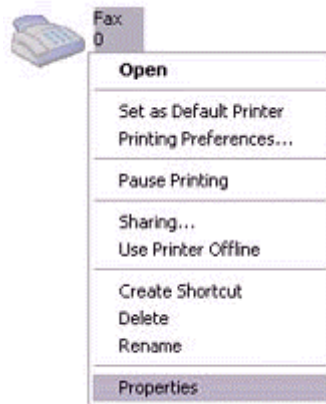 Fax
0
Open
Set as Default Printer
Printing Preferences...
Pause Printing
Sharing...
Use Printer Offline
Create Shortcut
Delete
Rename
Properties